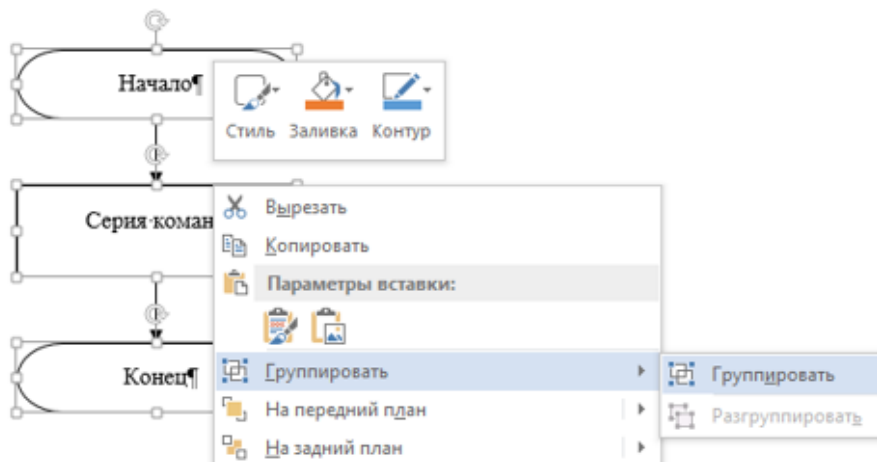 Начало¶
Стиль Заливка Контур
Серия·коман
Вырезать
Копировать
Параметры вставки:
Конец¶
Группировать
Группировать
На передний план
Разгруппировать
На задний план